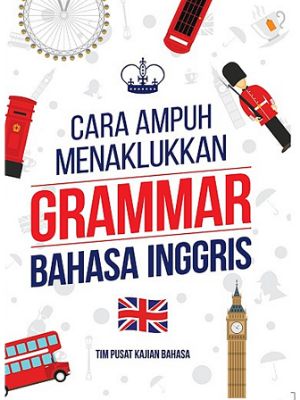 CARA AMPUH
MENAKLUKKAN
GRAMMAR
BAHASA INGGRIS
TIM PUSAT KAJIAN BAHASA